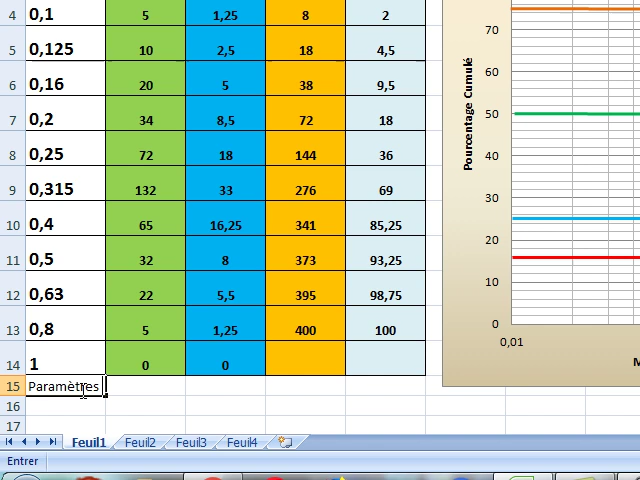 4 0,1 5 1,25 8 2
5 0,125 10 2,5 18 4,5
6 0,16 20 5 38 9,5
7 0,2 34 8,5 72 18
8 0,25 72 18 144 36
9 0,315 132 33 276 69
10 0,4 65 16,25 341 85,25
11 0,5 32 8 373 93,25
12 0,63 22 5,5 395 98,75
13 0,8 5 1,25 400 100
14 1 0 0
15 Paramètres
16
17
Pourcentage Cumulé
70
60
50
40
30
20
10
0
0,01
M
Feuil1 Feuil2 Feuil3 Feuil4
Entrer